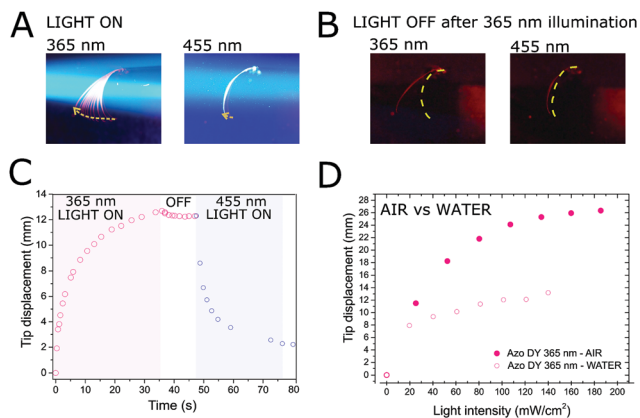 A LIGHT ON
365 nm 455 nm
B LIGHT OFF after 365 nm illumination
365 nm 455 nm
C
365 nm
LIGHT ON
OFF
455 nm
LIGHT ON
Tip displacement (mm)
14
12
10
8
6
4
2
0
0 10 20 30 40 50 60 70 80
Time (s)
D
AIR vs WATER
Tip displacement (mm)
28
26
24
22
20
18
16
14
12
10
8
6
4
2
0
Azo DY 365 nm - AIR
Azo DY 365 nm - WATER
0 20 40 60 80 100 120 140 160 180 200
Light intensity (mW/cm²)